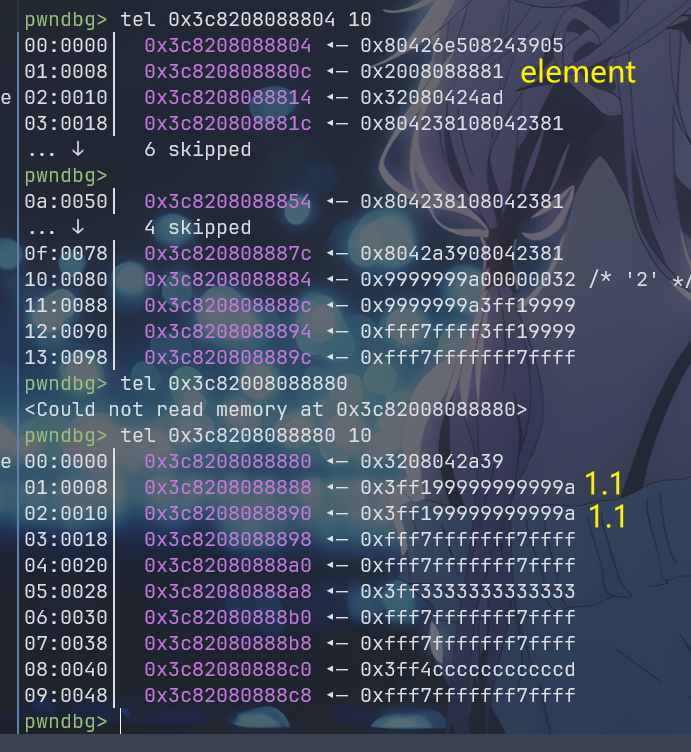 pwndbg> tel 0x3c8208088804 10
00:0000│ 0x3c8208088804 ◂— 0x80426e508243905
01:0008│ 0x3c820808880c ◂— 0x2008088881 element
e 02:0010│ 0x3c8208088814 ◂— 0x32080424ad
03:0018│ 0x3c820808881c ◂— 0x804238108042381
... ↓ 6 skipped
pwndbg>
0a:0050│ 0x3c8208088854 ◂— 0x804238108042381
... ↓ 4 skipped
0f:0078│ 0x3c820808887c ◂— 0x8042a3908042381
10:0080│ 0x3c8208088884 ◂— 0x9999999a00000032 /* '2' */
11:0088│ 0x3c820808888c ◂— 0x9999999a3ff19999
12:0090│ 0x3c8208088894 ◂— 0xfff7ffff3ff19999
13:0098│ 0x3c820808889c ◂— 0xfff7fffffff7ffff
pwndbg> tel 0x3c82008088880
<Could not read memory at 0x3c82008088880>
pwndbg> tel 0x3c8208088880 10
e 00:0000│ 0x3c8208088880 ◂— 0x3208042a39
01:0008│ 0x3c8208088888 ◂— 0x3ff199999999999a 1.1
02:0010│ 0x3c8208088890 ◂— 0x3ff199999999999a 1.1
03:0018│ 0x3c8208088898 ◂— 0xfff7fffffff7ffff
04:0020│ 0x3c82080888a0 ◂— 0xfff7fffffff7ffff
05:0028│ 0x3c82080888a8 ◂— 0x3ff3333333333333
06:0030│ 0x3c82080888b0 ◂— 0xfff7fffffff7ffff
07:0038│ 0x3c82080888b8 ◂— 0xfff7fffffff7ffff
08:0040│ 0x3c82080888c0 ◂— 0x3ff4cccccccccccd
09:0048│ 0x3c82080888c8 ◂— 0xfff7fffffff7ffff
pwndbg>